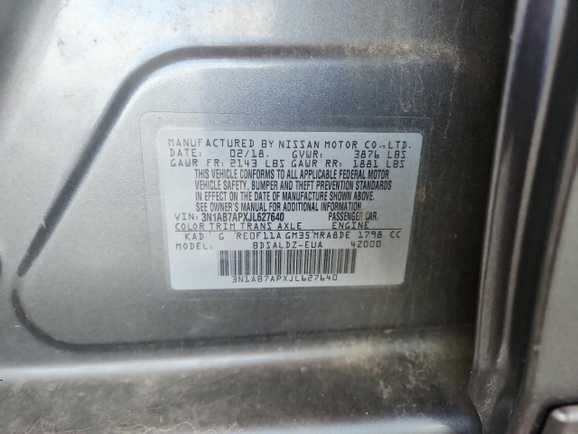 MANUFACTURED BY NISSAN MOTOR CO.,LTD.
DATE: 02/18. GVWR: 3876 LBS
GAWR FR: 2143 LBS GAWR RR: 1881 LBS
THIS VEHICLE CONFORMS TO ALL APPLICABLE FEDERAL MOTOR
VEHICLE SAFETY, BUMPER AND THEFT PREVENTION STANDARDS
IN EFFECT ON THE DATE OF MANUFACTURE SHOWN ABOVE.
SEE OWNER'S MANUAL FOR ADDITIONAL INFORMATION.
VIN: 3N1AB7APXJL627640 PASSENGER CAR.
COLOR TRIM TRANS AXLE ENGINE
KAD G RE0F11A GM35 MRA8DE 1798 CC
MODEL: BDSALDZ-EUA 42000
3N1AB7APXJL627640